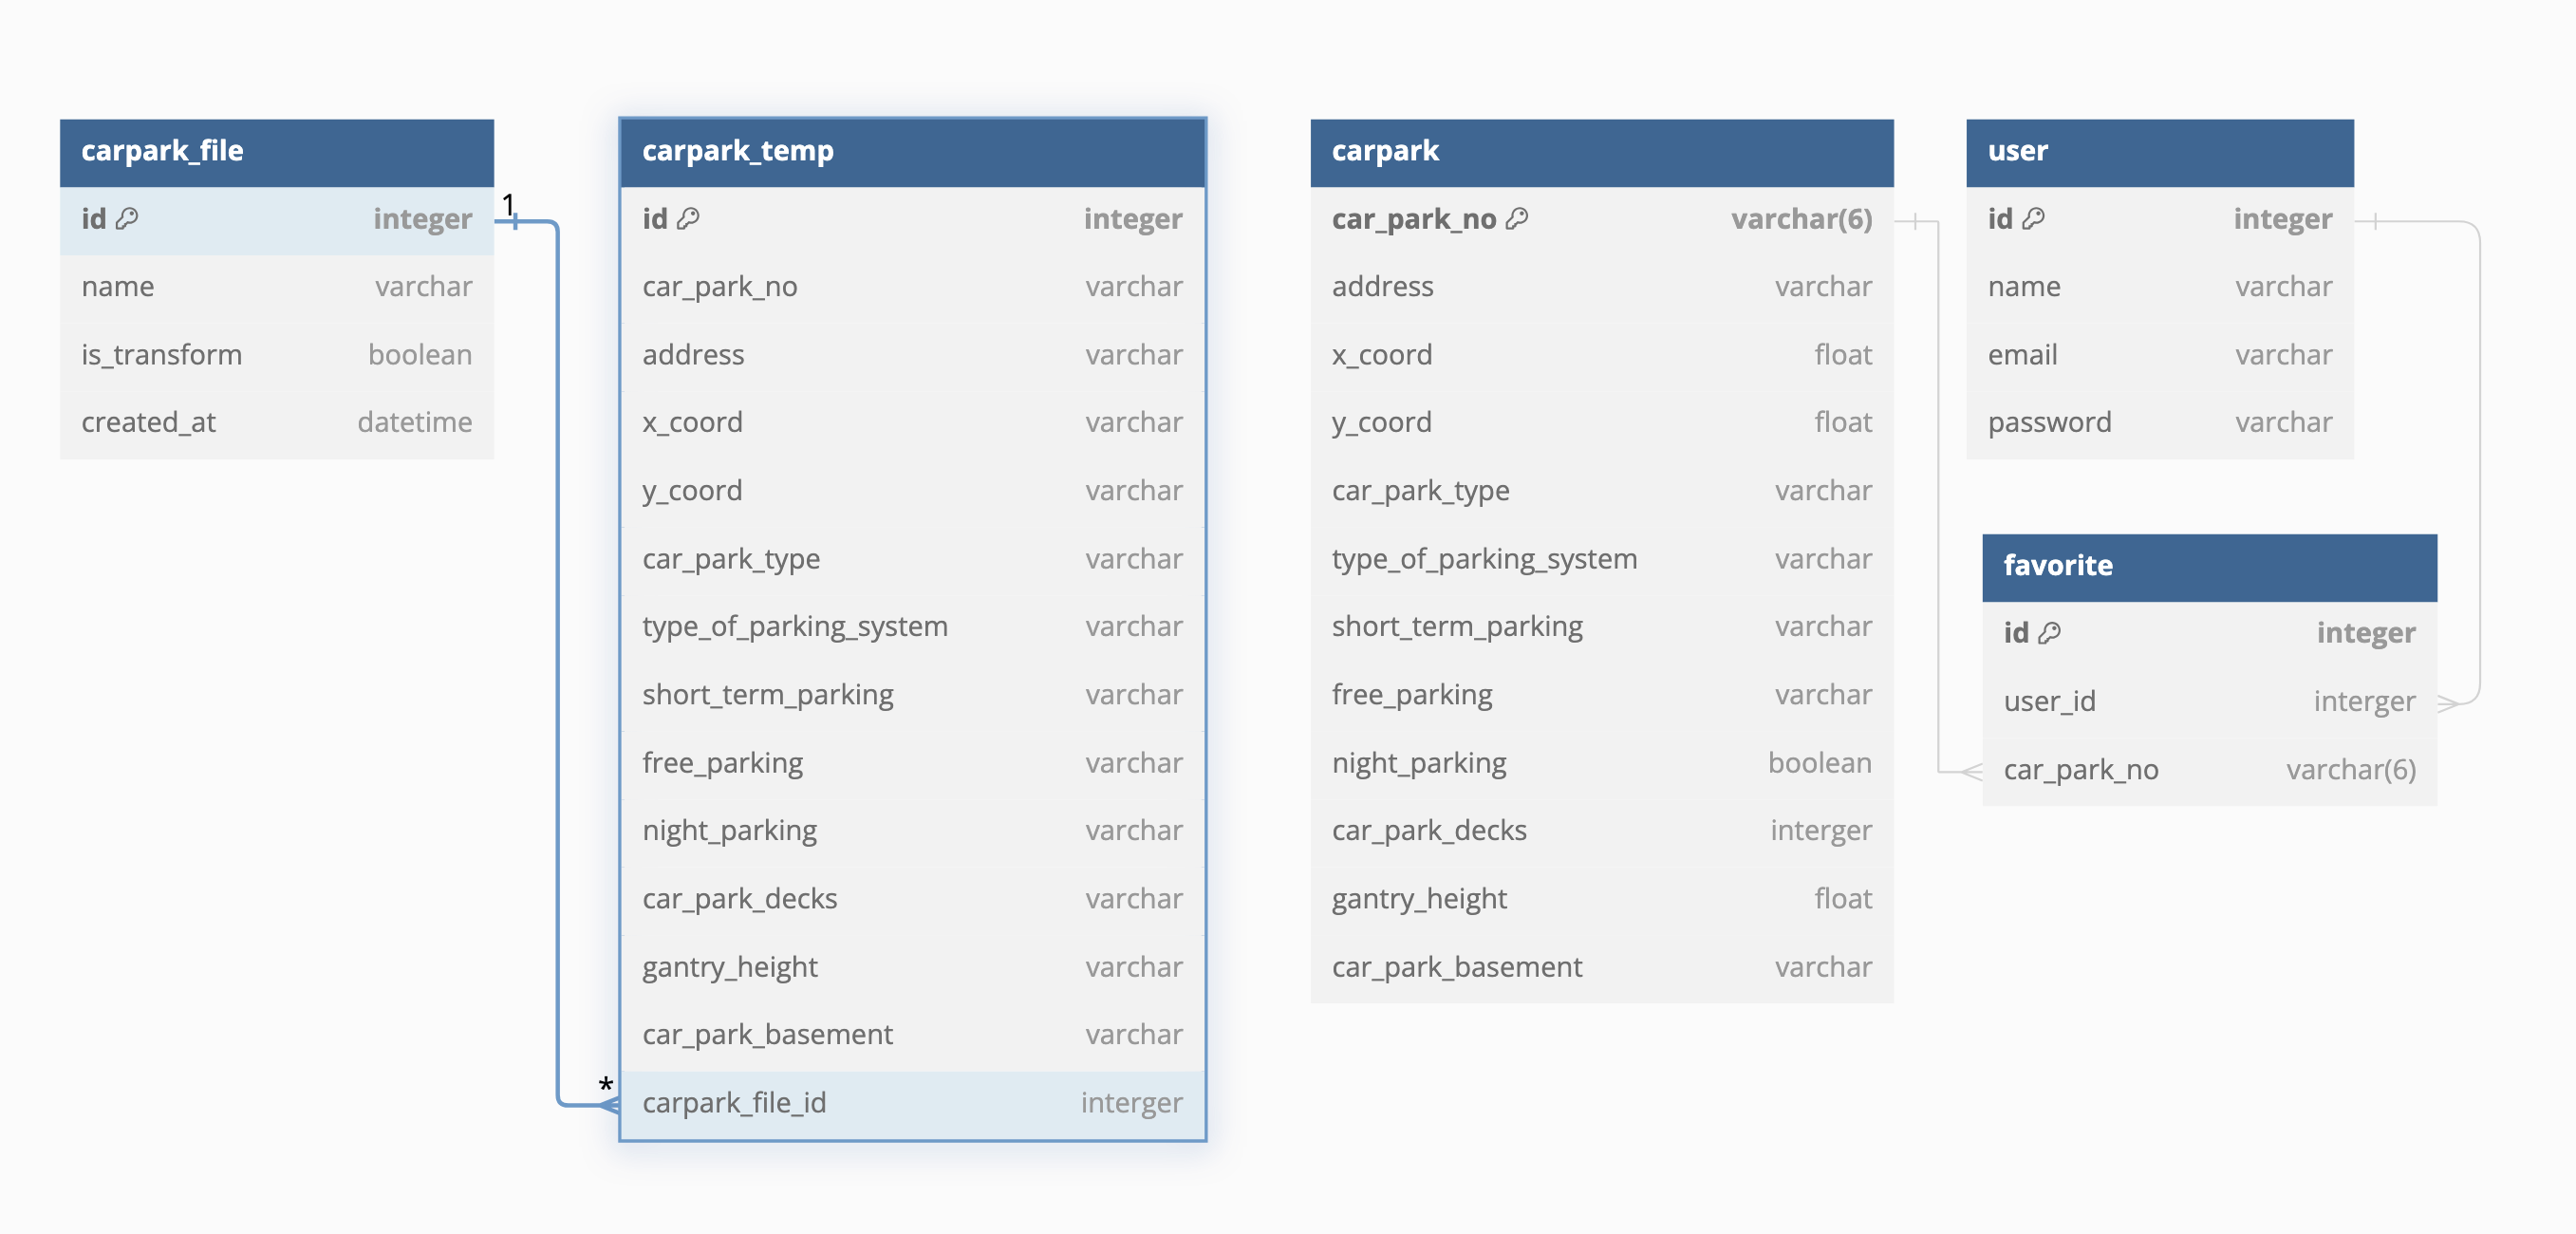 carpark_file
id integer
name varchar
is_transform boolean
created_at datetime
1
*
carpark_temp
id integer
car_park_no varchar
address varchar
x_coord varchar
y_coord varchar
car_park_type varchar
type_of_parking_system varchar
short_term_parking varchar
free_parking varchar
night_parking varchar
car_park_decks varchar
gantry_height varchar
car_park_basement varchar
carpark_file_id interger
carpark
car_park_no varchar(6)
address varchar
x_coord float
y_coord float
car_park_type varchar
type_of_parking_system varchar
short_term_parking varchar
free_parking varchar
night_parking boolean
car_park_decks interger
gantry_height float
car_park_basement varchar
user
id integer
name varchar
email varchar
password varchar
favorite
id integer
user_id interger
car_park_no varchar(6)